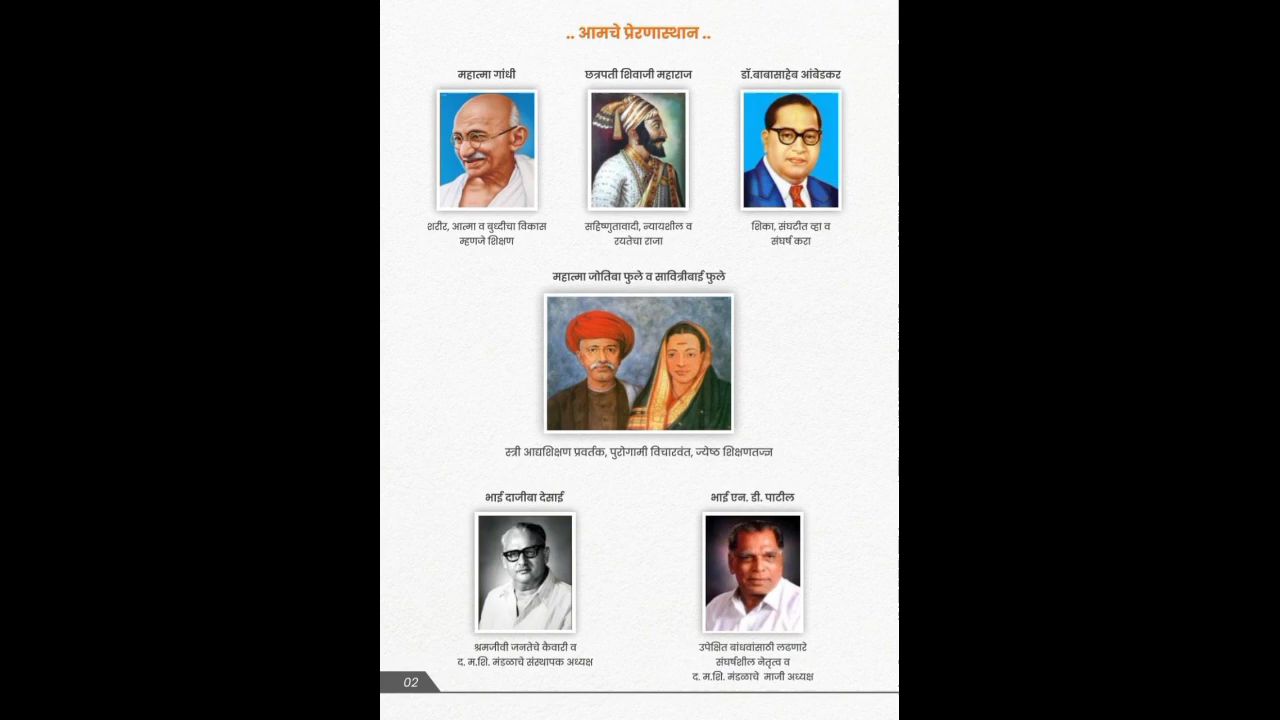 .. आमचे प्रेरणास्थान ..
महात्मा गांधी
छत्रपती शिवाजी महाराज
डॉ.बाबासाहेब आंबेडकर
शरीर, आत्मा व बुध्दीचा विकास
म्हणजे शिक्षण
सहिष्णुतावादी, न्यायशील व
रयतेचा राजा
शिका, संघटीत व्हा व
संघर्ष करा
महात्मा जोतिबा फुले व सावित्रीबाई फुले
स्त्री आद्यशिक्षण प्रवर्तक, पुरोगामी विचारवंत, ज्येष्ठ शिक्षणतज्ज्ञ
भाई दाजीबा देसाई
भाई एन. डी. पाटील
श्रमजीवी जनतेचे कैवारी व
द. म.शि. मंडळाचे संस्थापक अध्यक्ष
उपेक्षित बांधवांसाठी लढणारे
संघर्षशील नेतृत्व व
द. म.शि. मंडळाचे माजी अध्यक्ष
02